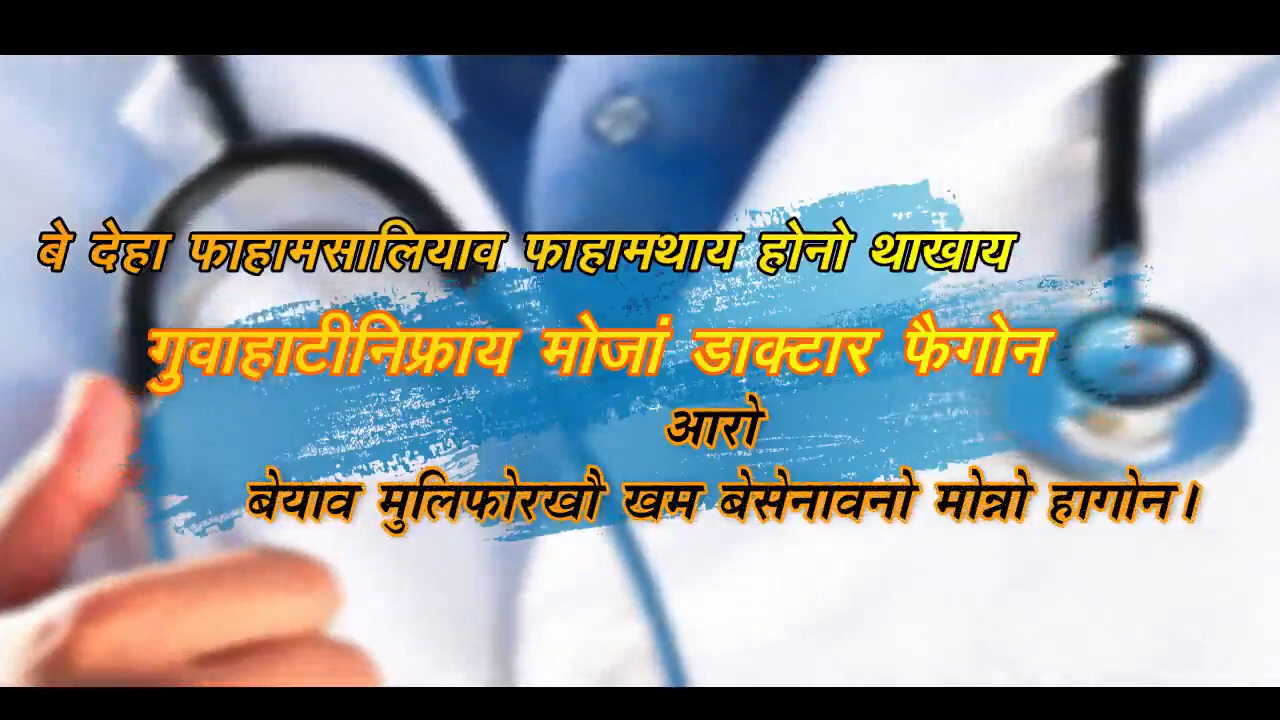 बे देहा फाहामसालियाव फाहामथाय होनो थाखाय
गुवाहाटीनिफ्राय मोजां डाक्टार फैगोन
आरो
बेयाव मुलिफोरखौ खम बेसेनावनो मोन्नो हागोन।